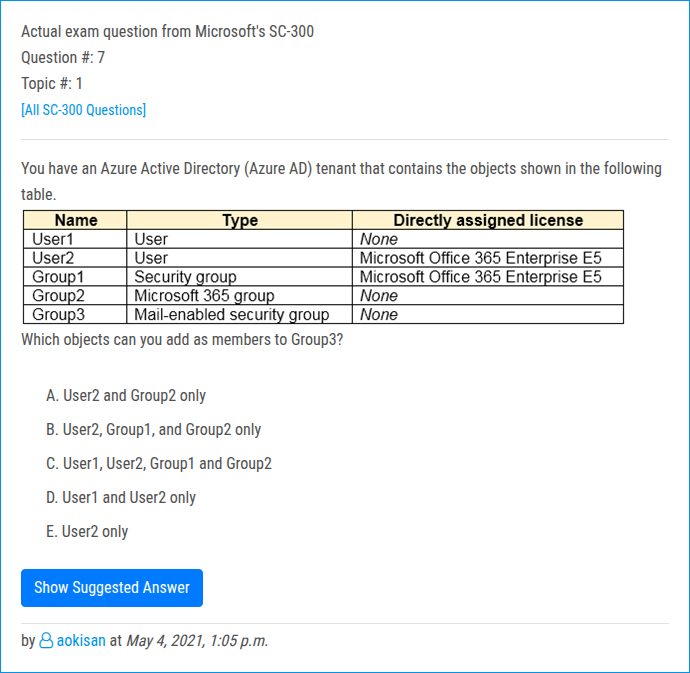 Actual exam question from Microsoft's SC-300
Question #: 7
Topic #: 1
[All SC-300 Questions]
You have an Azure Active Directory (Azure AD) tenant that contains the objects shown in the following
table.
Name Type Directly assigned license
User1 User None
User2 User Microsoft Office 365 Enterprise E5
Group1 Security group Microsoft Office 365 Enterprise E5
Group2 Microsoft 365 group None
Group3 Mail-enabled security group None
Which objects can you add as members to Group3?
A. User2 and Group2 only
B. User2, Group1, and Group2 only
C. User1, User2, Group1 and Group2
D. User1 and User2 only
E. User2 only
Show Suggested Answer
by aokisan at May 4, 2021, 1:05 p.m.